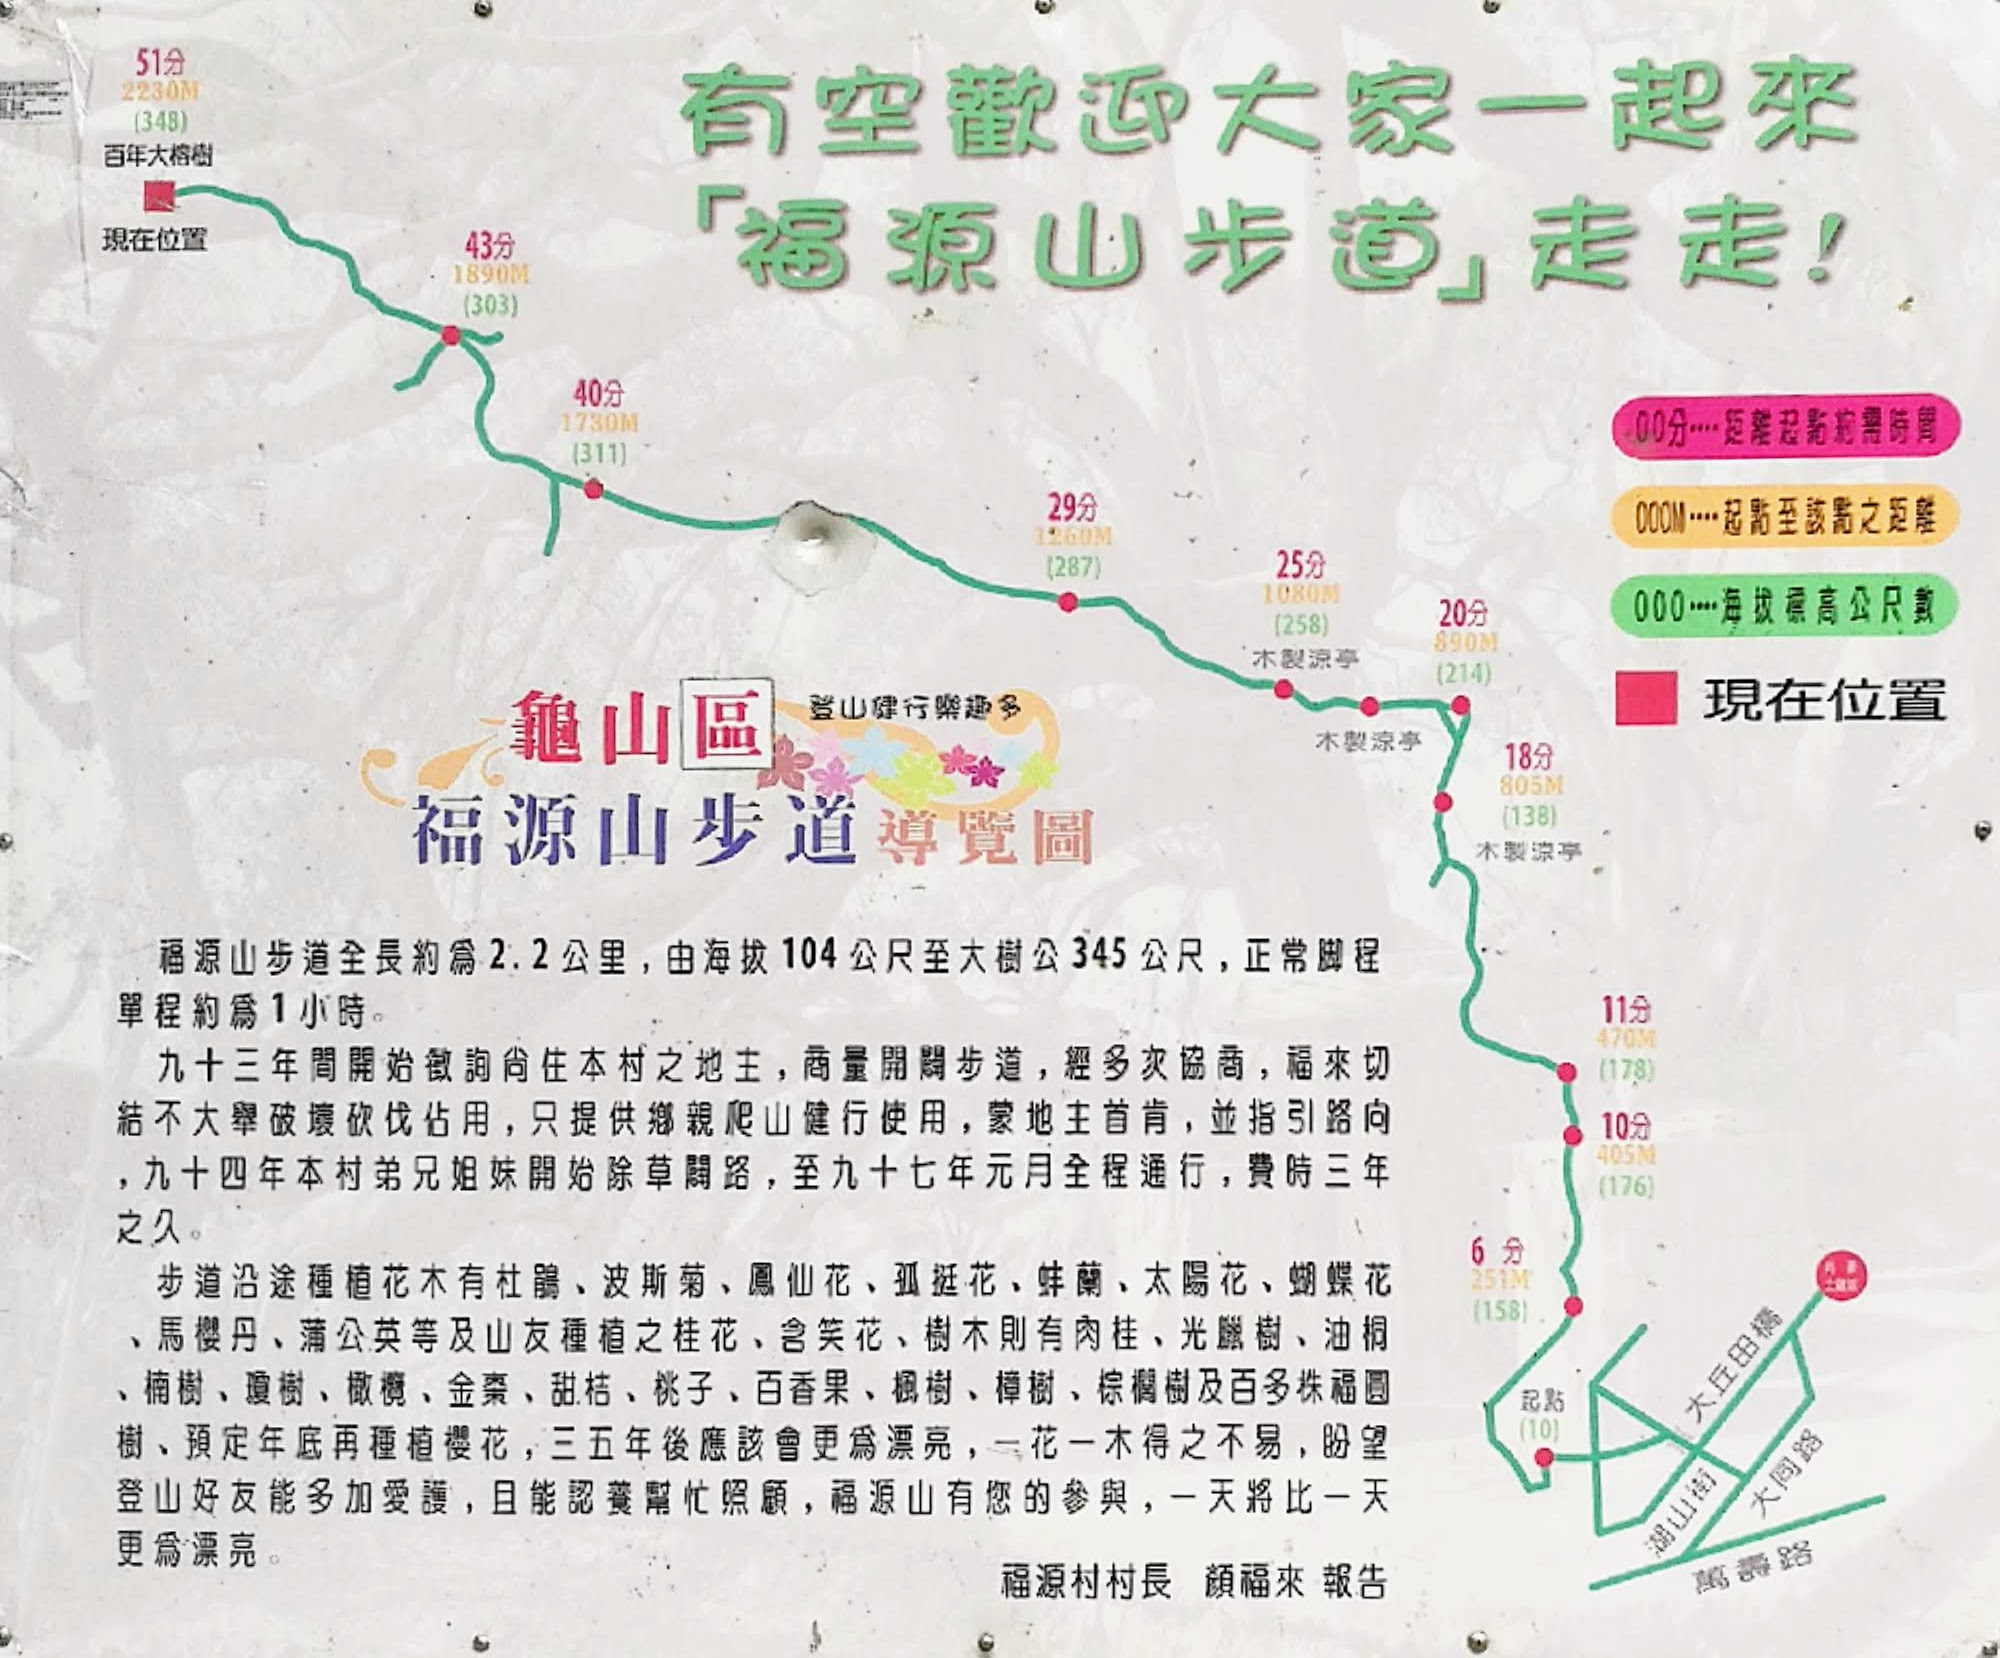 有空歡迎大家一起來
「福源山步道」走走!
51分
2230M
(348)
百年大榕樹
現在位置
43分
1890M
(303)
40分
1730M
(311)
29分
1260M
(287)
25分
1080M
(258)
木製涼亭
木製涼亭
20分
890M
(214)
18分
805M
(138)
木製涼亭
11分
470M
(178)
10分
405M
(176)
6 分
251M
(158)
起點
(10)
00分‥‥距離起點約需時間
000M‥‥起點至該點之距離
000‥‥海拔標高公尺數
現在位置
龜山區
登山健行樂趣多
福源山步道導覽圖
福源山步道全長約為2.2公里,由海拔104公尺至大樹公345公尺,正常脚程
單程約為1小時。
九十三年間開始徵詢尚住本村之地主,商量開闢步道,經多次協商,福來切
結不大舉破壞砍伐佔用,只提供鄉親爬山健行使用,蒙地主首肯,並指引路向
,九十四年本村弟兄姐妹開始除草闢路,至九十七年元月全程通行,費時三年
之久。
步道沿途種植花木有杜鵑、波斯菊、鳳仙花、孤挺花、蚌蘭、太陽花、蝴蝶花
、馬櫻丹、蒲公英等及山友種植之桂花、含笑花、樹木則有肉桂、光臘樹、油桐
、楠樹、瓊樹、橄欖、金棗、甜桔、桃子、百香果、楓樹、樟樹、棕櫚樹及百多株福圓
樹、預定年底再種植櫻花,三五年後應該會更為漂亮,一花一木得之不易,盼望
登山好友能多加愛護,且能認養幫忙照顧,福源山有您的參與,一天將比一天
更為漂亮。
福源村村長 顏福來 報告
大丘田橋
湖山街
大同路
萬壽路